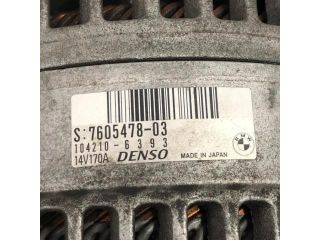 S:7605478-03
104210-6393
14V170A DENSO MADE IN JAPAN